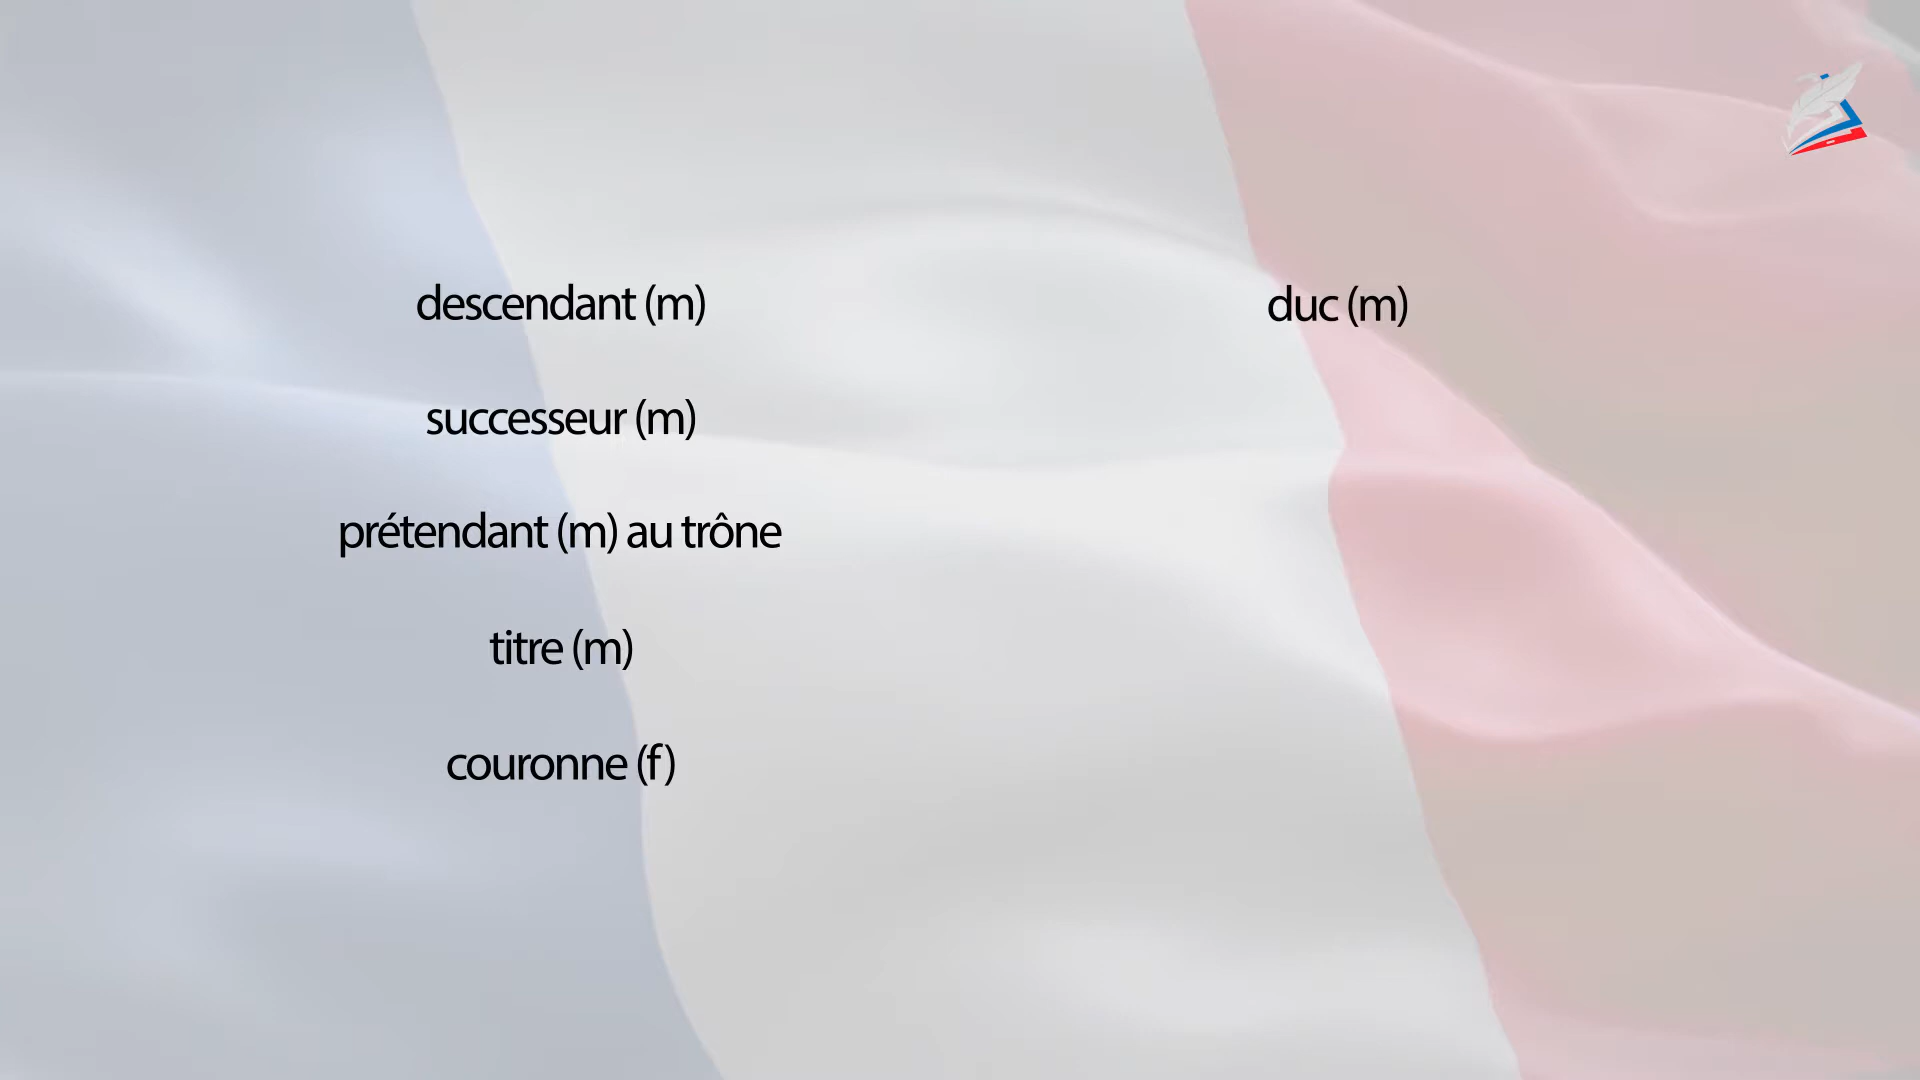 descendant (m)
successeur (m)
prétendant (m) au trône
titre (m)
couronne (f)
duc (m)